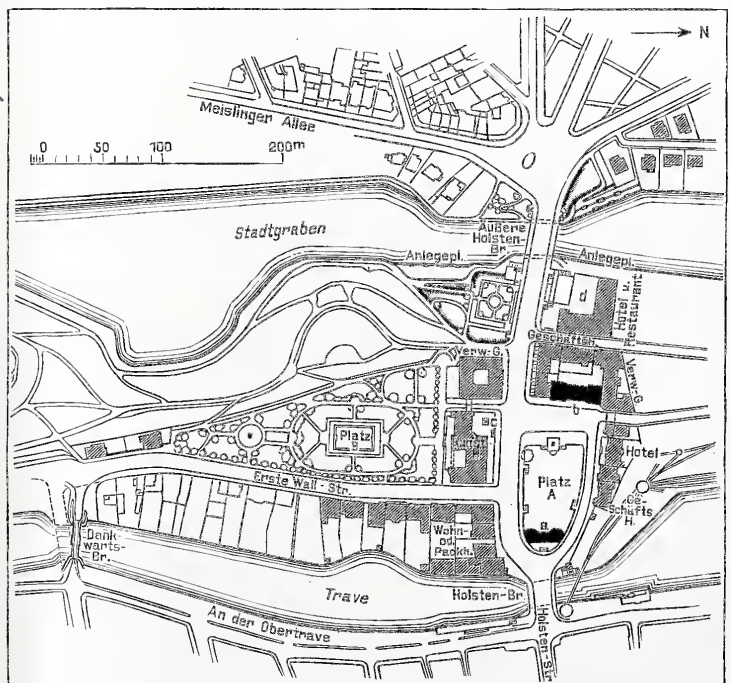 N
Meislinger Allee
0 50 100 200m
Stadtgraben
Äußere
Holsten-
Br.
Anlegepl.
Anlegepl.
d
Hotel u.
Restaurant
Geschäftsh.
Verw.-G.
Verw.-G.
b
c
Platz
B
Platz
A
a
Hotel
Ge-
schäfts
H.
Erste Wall-Str.
Wohn-
od.
Packh.
Dank-
warts-
Br.
Trave
Holsten-Br.
An der Obertrave
Holsten-Str.